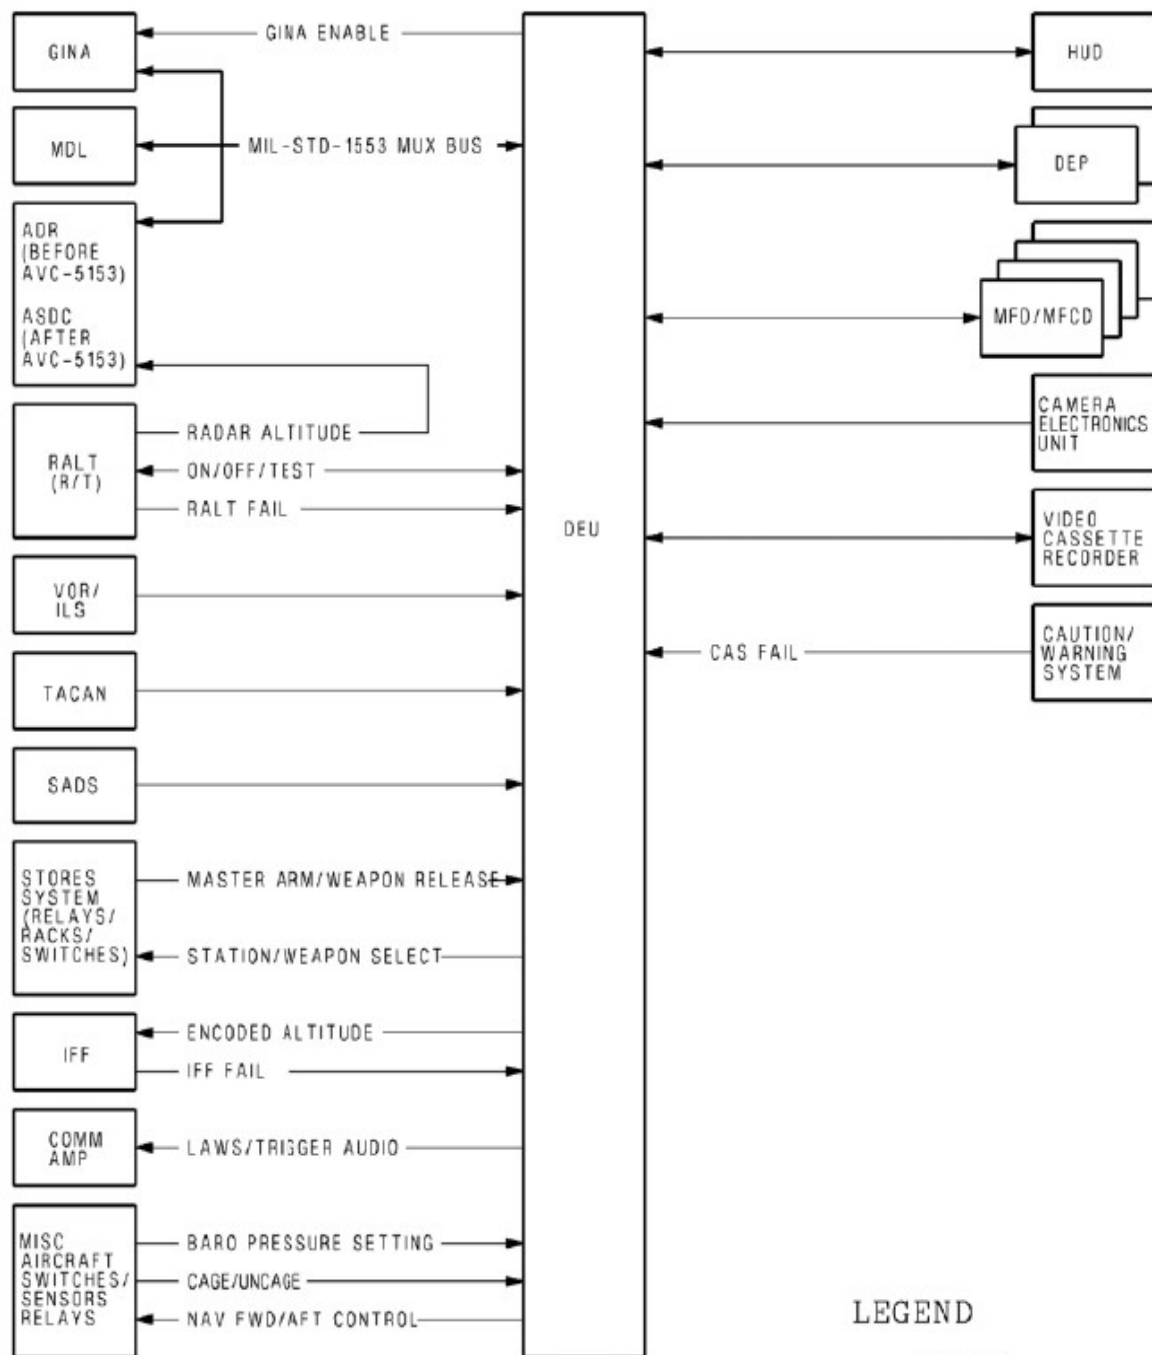 GINA
GINA ENABLE
MDL
MIL-STD-1553 MUX BUS
ADR
(BEFORE
AVC-5153)
ASDC
(AFTER
AVC-5153)
RALT
(R/T)
RADAR ALTITUDE
ON/OFF/TEST
RALT FAIL
VOR/
ILS
TACAN
SADS
STORES
SYSTEM
(RELAYS/
RACKS/
SWITCHES)
MASTER ARM/WEAPON RELEASE
STATION/WEAPON SELECT
IFF
ENCODED ALTITUDE
IFF FAIL
COMM
AMP
LAWS/TRIGGER AUDIO
MISC
AIRCRAFT
SWITCHES/
SENSORS
RELAYS
BARO PRESSURE SETTING
CAGE/UNCAGE
NAV FWD/AFT CONTROL
DEU
HUD
DEP
MFD/MFCD
CAMERA
ELECTRONICS
UNIT
VIDEO
CASSETTE
RECORDER
CAS FAIL
CAUTION/
WARNING
SYSTEM
LEGEND